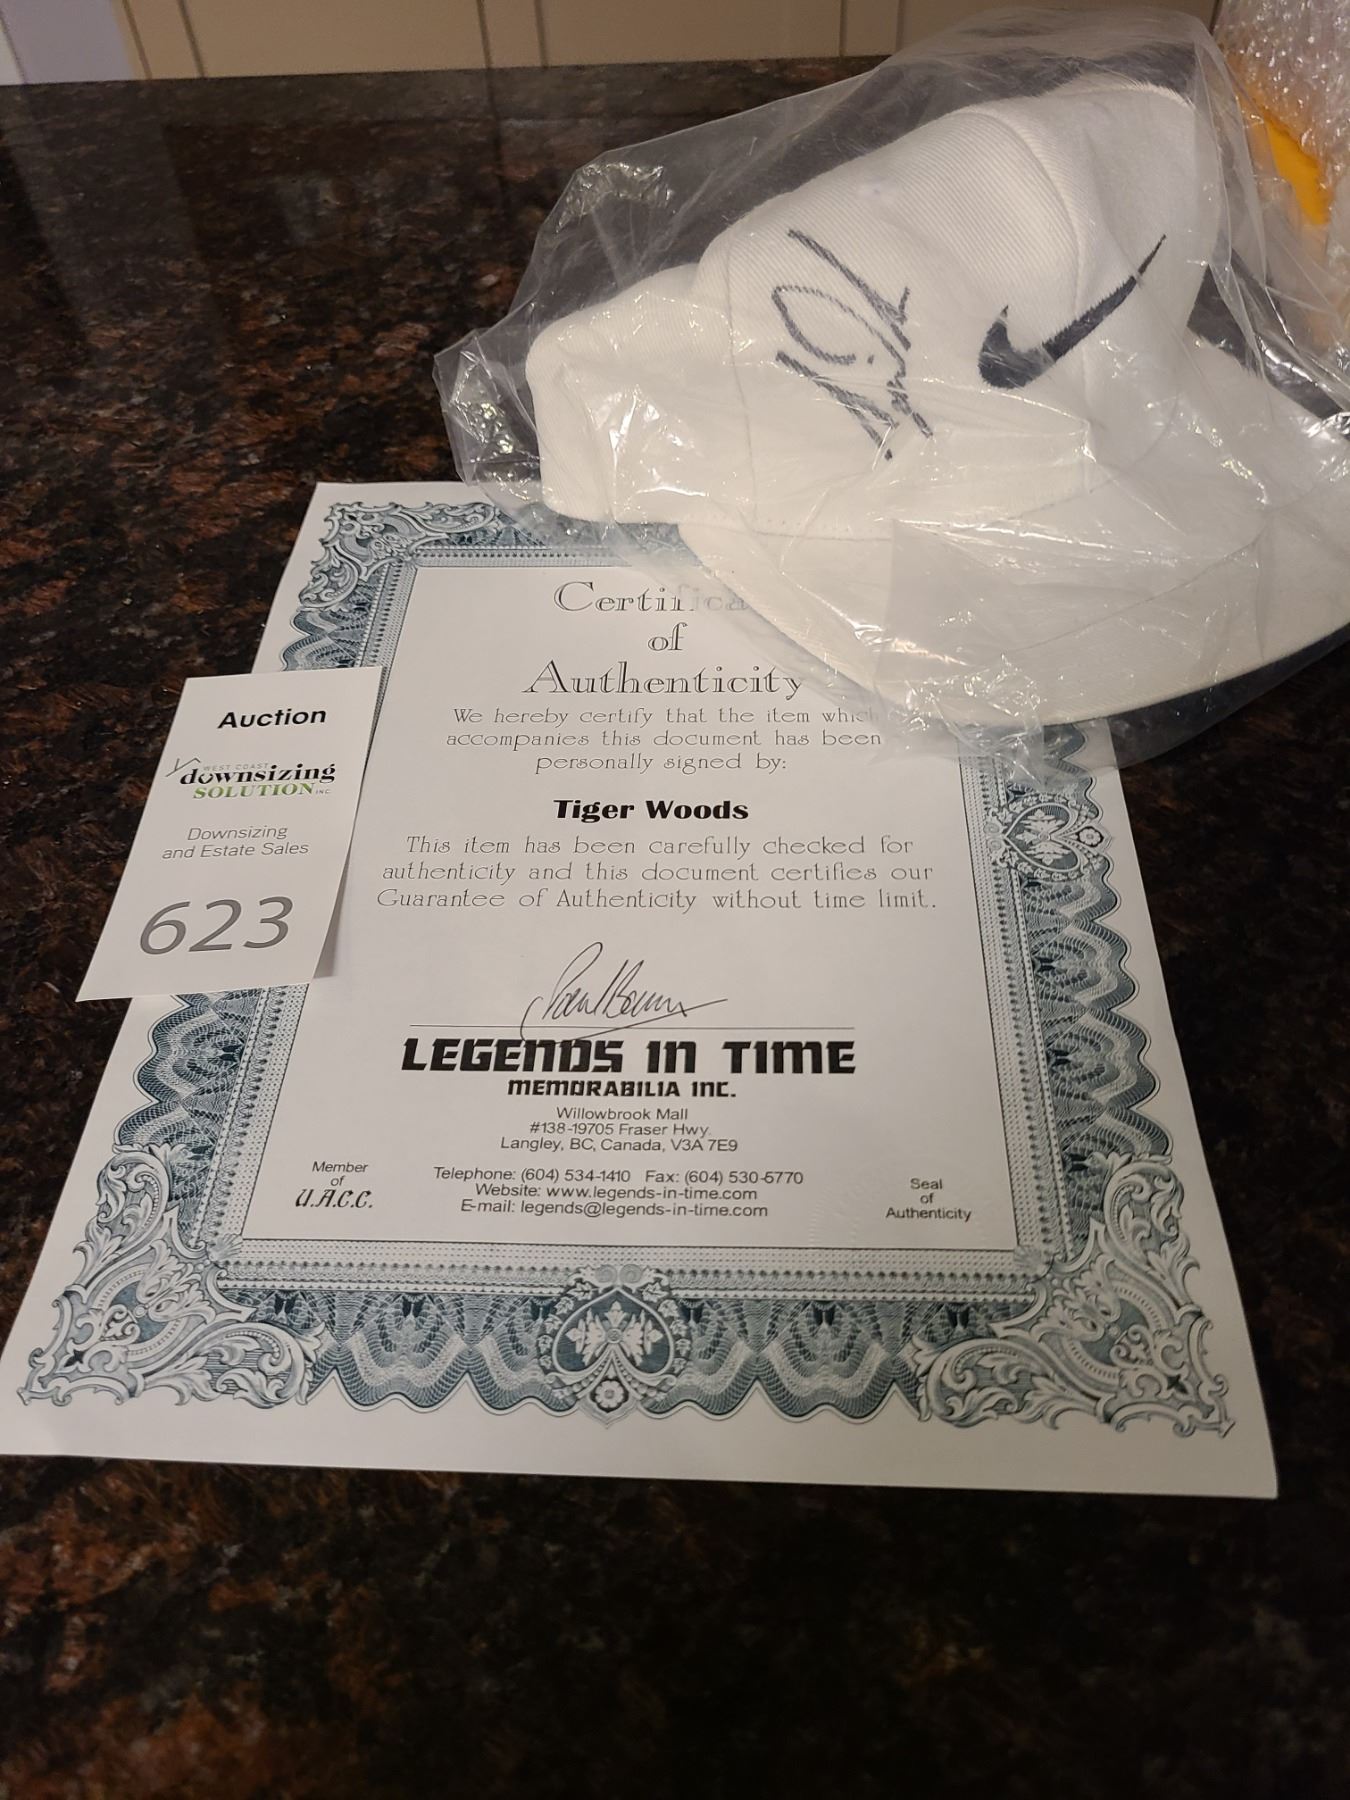 Certifica
of
Authenticity
We hereby certify that the item which
accompanies this document has been
personally signed by:
Tiger Woods
This item has been carefully checked for
authenticity and this document certifies our
Guarantee of Authenticity without time limit.
LEGENDS IN TIME
MEMORABILIA INC.
Willowbrook Mall
#138-19705 Fraser Hwy.
Langley, BC, Canada, V3A 7E9
Telephone: (604) 534-1410 Fax: (604) 530-5770
Website: www.legends-in-time.com
E-mail: legends@legends-in-time.com
Member
of
U.A.C.C.
Seal
of
Authenticity
Auction
WEST COAST
downsizing
SOLUTION INC.
Downsizing
and Estate Sales
623